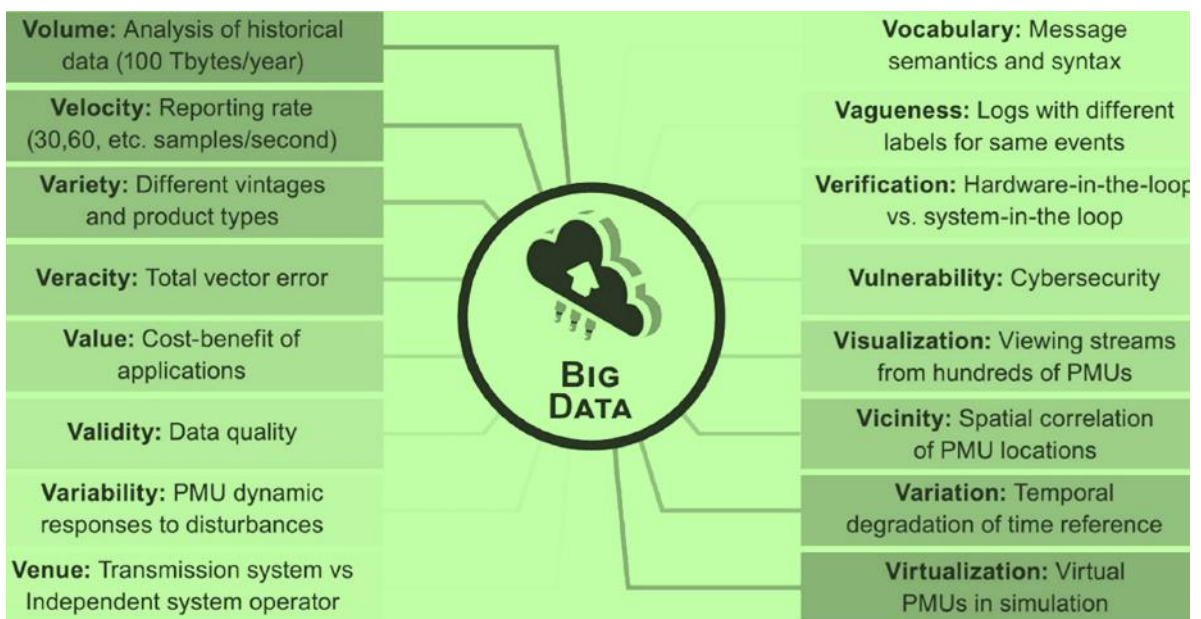 Volume: Analysis of historical
data (100 Tbytes/year)
Velocity: Reporting rate
(30,60, etc. samples/second)
Variety: Different vintages
and product types
Veracity: Total vector error
Value: Cost-benefit of
applications
Validity: Data quality
Variability: PMU dynamic
responses to disturbances
Venue: Transmission system vs
Independent system operator
BIG
DATA
Vocabulary: Message
semantics and syntax
Vagueness: Logs with different
labels for same events
Verification: Hardware-in-the-loop
vs. system-in-the loop
Vulnerability: Cybersecurity
Visualization: Viewing streams
from hundreds of PMUs
Vicinity: Spatial correlation
of PMU locations
Variation: Temporal
degradation of time reference
Virtualization: Virtual
PMUs in simulation